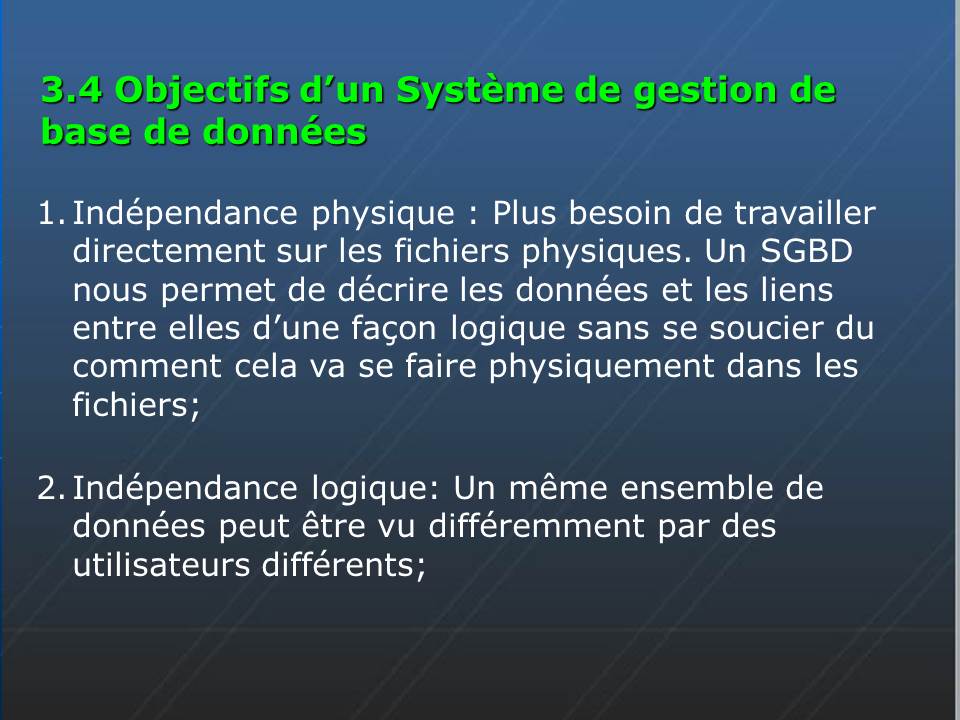 3.4 Objectifs d’un Système de gestion de
base de données
1. Indépendance physique : Plus besoin de travailler
directement sur les fichiers physiques. Un SGBD
nous permet de décrire les données et les liens
entre elles d’une façon logique sans se soucier du
comment cela va se faire physiquement dans les
fichiers;
2. Indépendance logique: Un même ensemble de
données peut être vu différemment par des
utilisateurs différents;